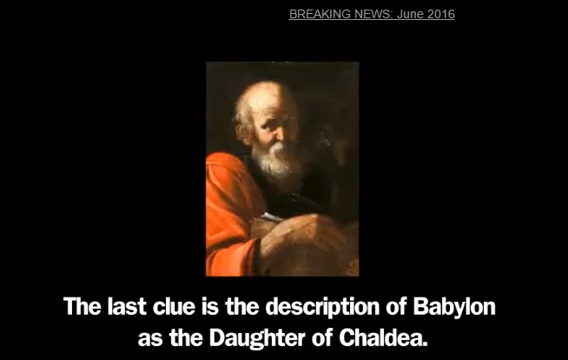 BREAKING NEWS: June 2016
The last clue is the description of Babylon
as the Daughter of Chaldea.